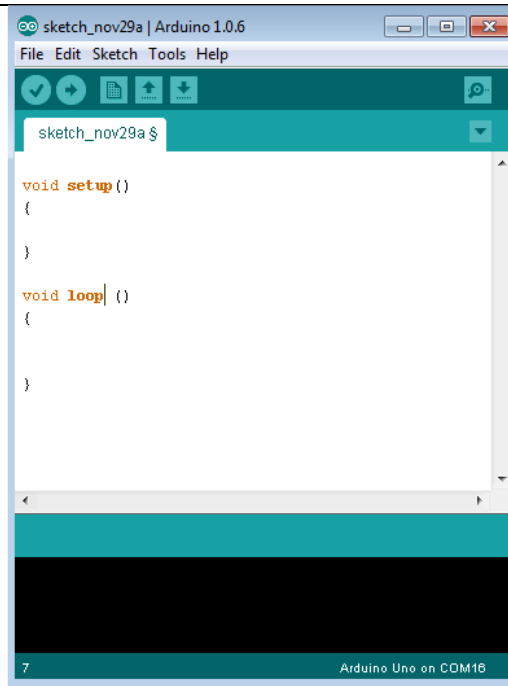 sketch_nov29a | Arduino 1.0.6
File Edit Sketch Tools Help
sketch_nov29a §
void setup()
{
}
void loop ()
{
}
7 Arduino Uno on COM16